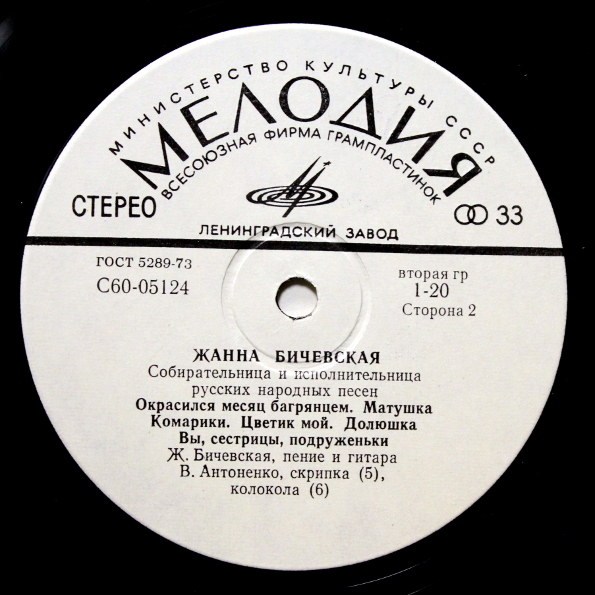 МИНИСТЕРСТВО КУЛЬТУРЫ СССР
МЕЛОДИЯ
ВСЕСОЮЗНАЯ ФИРМА ГРАМПЛАСТИНОК
СТЕРЕО
33
ЛЕНИНГРАДСКИЙ ЗАВОД
ГОСТ 5289-73
С60-05124
вторая гр
1-20
Сторона 2
ЖАННА БИЧЕВСКАЯ
Собирательница и исполнительница
русских народных песен
Окрасился месяц багрянцем. Матушка
Комарики. Цветик мой. Долюшка
Вы, сестрицы, подруженьки
Ж. Бичевская, пение и гитара
В. Антоненко, скрипка (5),
колокола (6)